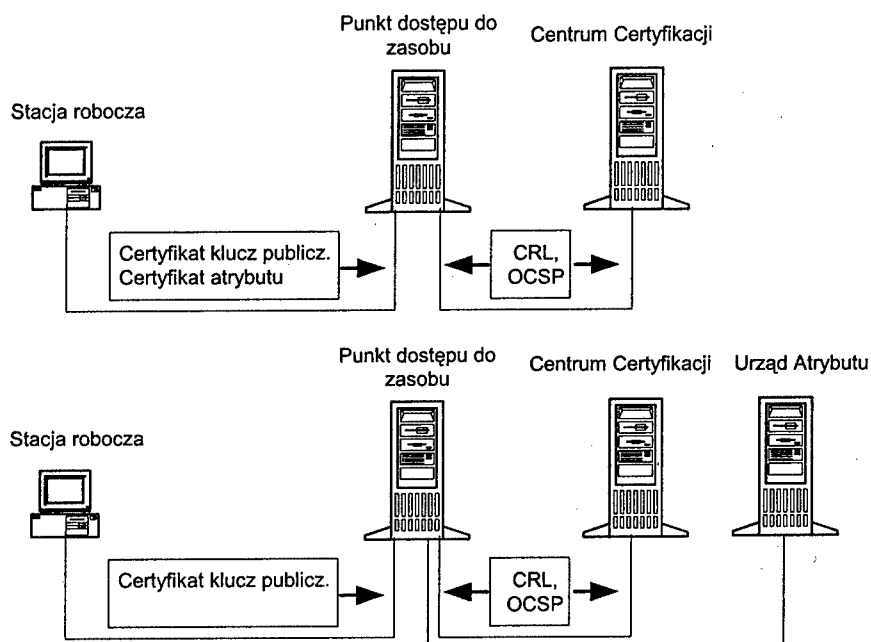 Punkt dostępu do
zasobu
Centrum Certyfikacji
Stacja robocza
Certyfikat klucz publicz.
Certyfikat atrybutu
CRL,
OCSP
Punkt dostępu do
zasobu
Centrum Certyfikacji
Urząd Atrybutu
Stacja robocza
Certyfikat klucz publicz.
CRL,
OCSP